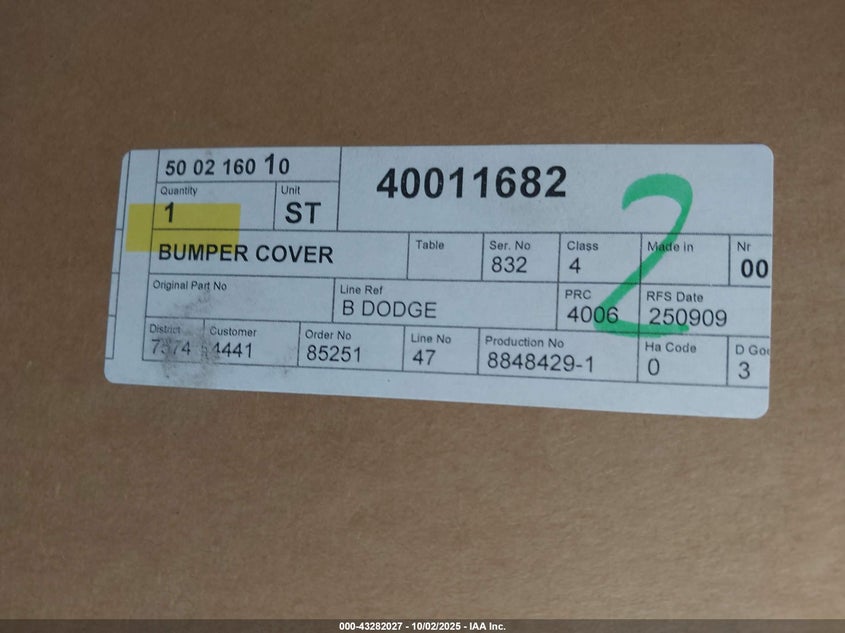 50 02 160 10
40011682
Quantity Unit
1 ST
BUMPER COVER
Table Ser. No Class Made in Nr
832 4 00
Original Part No Line Ref PRC RFS Date
B DODGE 4006 250909
2
District Customer Order No Line No Production No Ha Code
7574 4441 85251 47 8848429-1 0 3
000-43282027 - 10/02/2025 - IAA Inc.